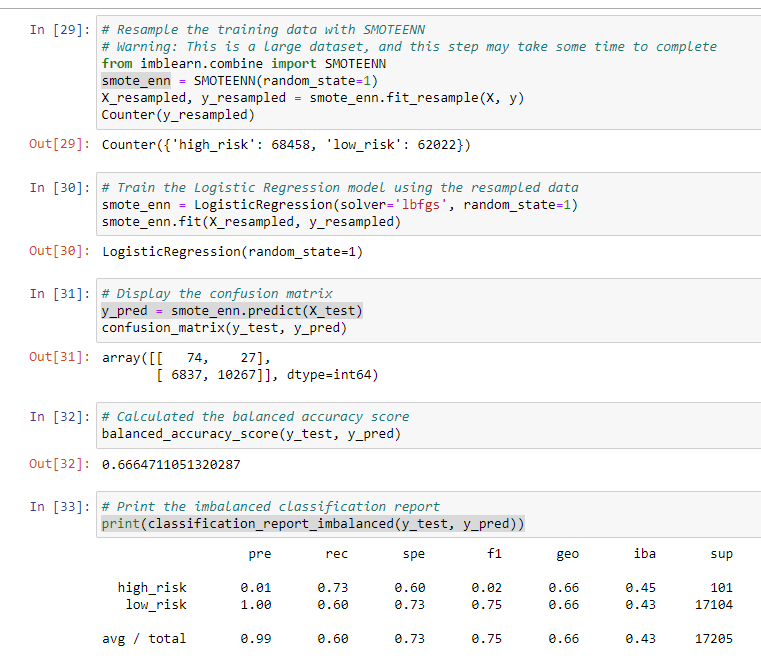 In [29]: # Resample the training data with SMOTEENN
# Warning: This is a large dataset, and this step may take some time to complete
from imblearn.combine import SMOTEENN
smote_enn = SMOTEENN(random_state=1)
X_resampled, y_resampled = smote_enn.fit_resample(X, y)
Counter(y_resampled)
Out[29]: Counter({'high_risk': 68458, 'low_risk': 62022})
In [30]: # Train the Logistic Regression model using the resampled data
smote_enn = LogisticRegression(solver='lbfgs', random_state=1)
smote_enn.fit(X_resampled, y_resampled)
Out[30]: LogisticRegression(random_state=1)
In [31]: # Display the confusion matrix
y_pred = smote_enn.predict(X_test)
confusion_matrix(y_test, y_pred)
Out[31]: array([[   74,    27],
       [ 6837, 10267]], dtype=int64)
In [32]: # Calculated the balanced accuracy score
balanced_accuracy_score(y_test, y_pred)
Out[32]: 0.6664711051320287
In [33]: # Print the imbalanced classification report
print(classification_report_imbalanced(y_test, y_pred))
pre rec spe f1 geo iba sup
high_risk 0.01 0.73 0.60 0.02 0.66 0.45 101
low_risk 1.00 0.60 0.73 0.75 0.66 0.43 17104
avg / total 0.99 0.60 0.73 0.75 0.66 0.43 17205